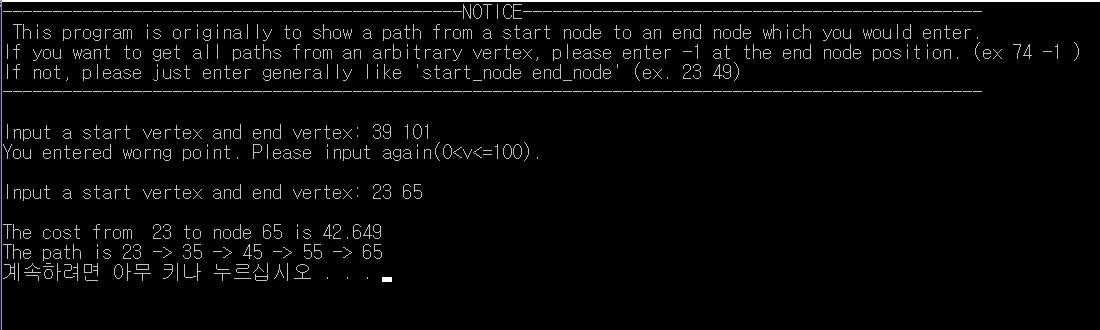 ----------------------------------------------NOTICE----------------------------------------------
This program is originally to show a path from a start node to an end node which you would enter.
If you want to get all paths from an arbitrary vertex, please enter -1 at the end node position. (ex 74 -1 )
If not, please just enter generally like 'start_node end_node' (ex. 23 49)
--------------------------------------------------------------------------------------------------
Input a start vertex and end vertex: 39 101
You entered worng point. Please input again(0<v<=100).
Input a start vertex and end vertex: 23 65
The cost from  23 to node 65 is 42.649
The path is 23 -> 35 -> 45 -> 55 -> 65
계속하려면 아무 키나 누르십시오 . . .